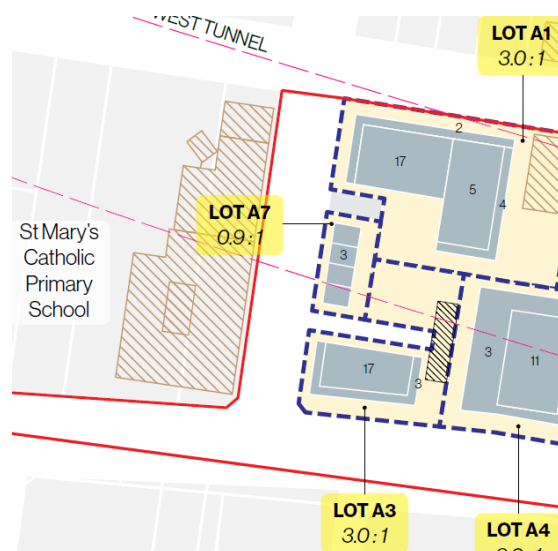 WEST TUNNEL
LOT A1
3.0:1
2
17
5
4
LOT A7
0.9:1
St Mary's
Catholic
Primary
School
3
3
11
17
3
LOT A3
3.0:1
LOT A4